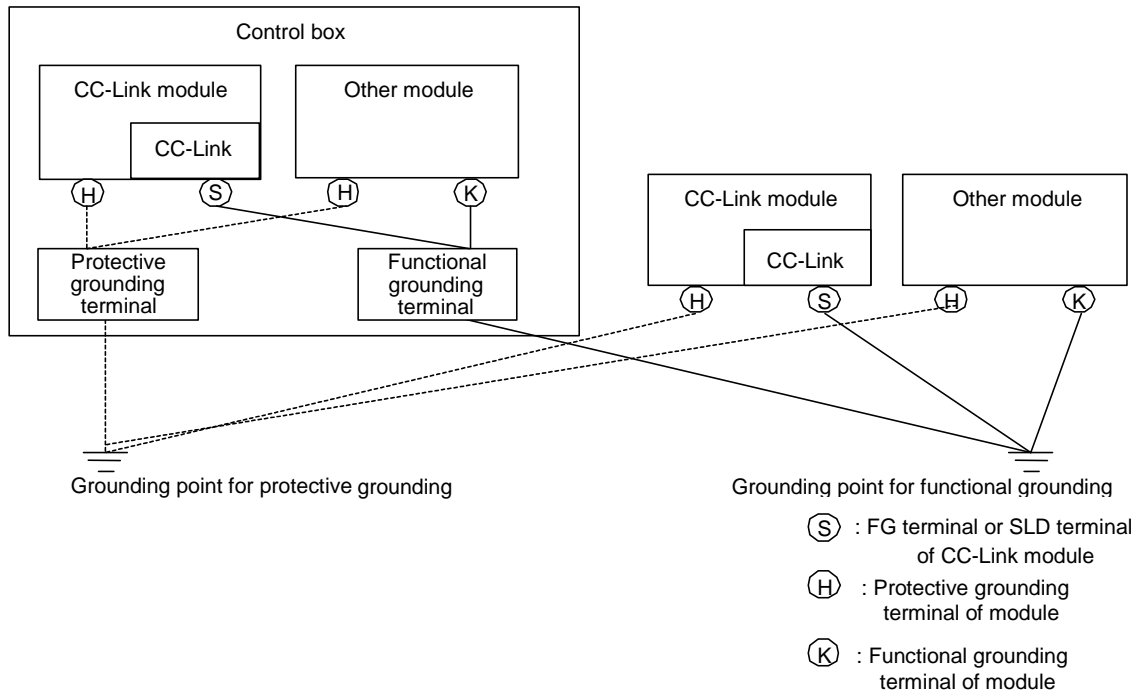 Control box
CC-Link module
Other module
CC-Link
H
S
H
K
CC-Link module
Other module
CC-Link
H
S
H
K
Protective
grounding
terminal
Functional
grounding
terminal
Grounding point for protective grounding
Grounding point for functional grounding
S : FG terminal or SLD terminal
of CC-Link module
H : Protective grounding
terminal of module
K : Functional grounding
terminal of module